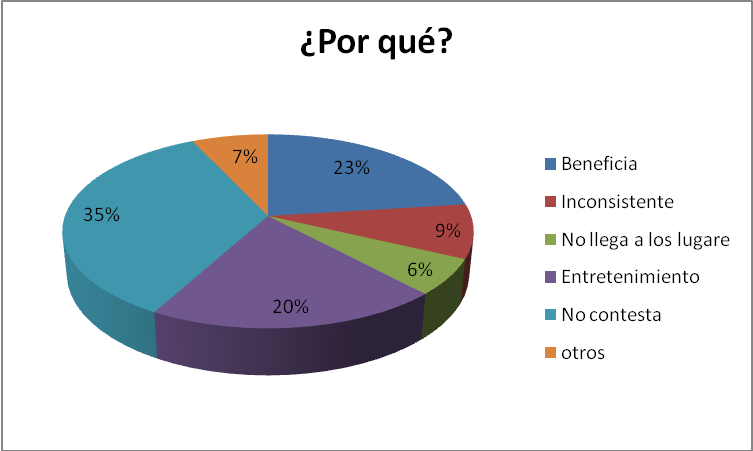 ¿Por qué?
7%
23%
35%
9%
6%
20%
Beneficia
Inconsistente
No llega a los lugare
Entretenimiento
No contesta
otros